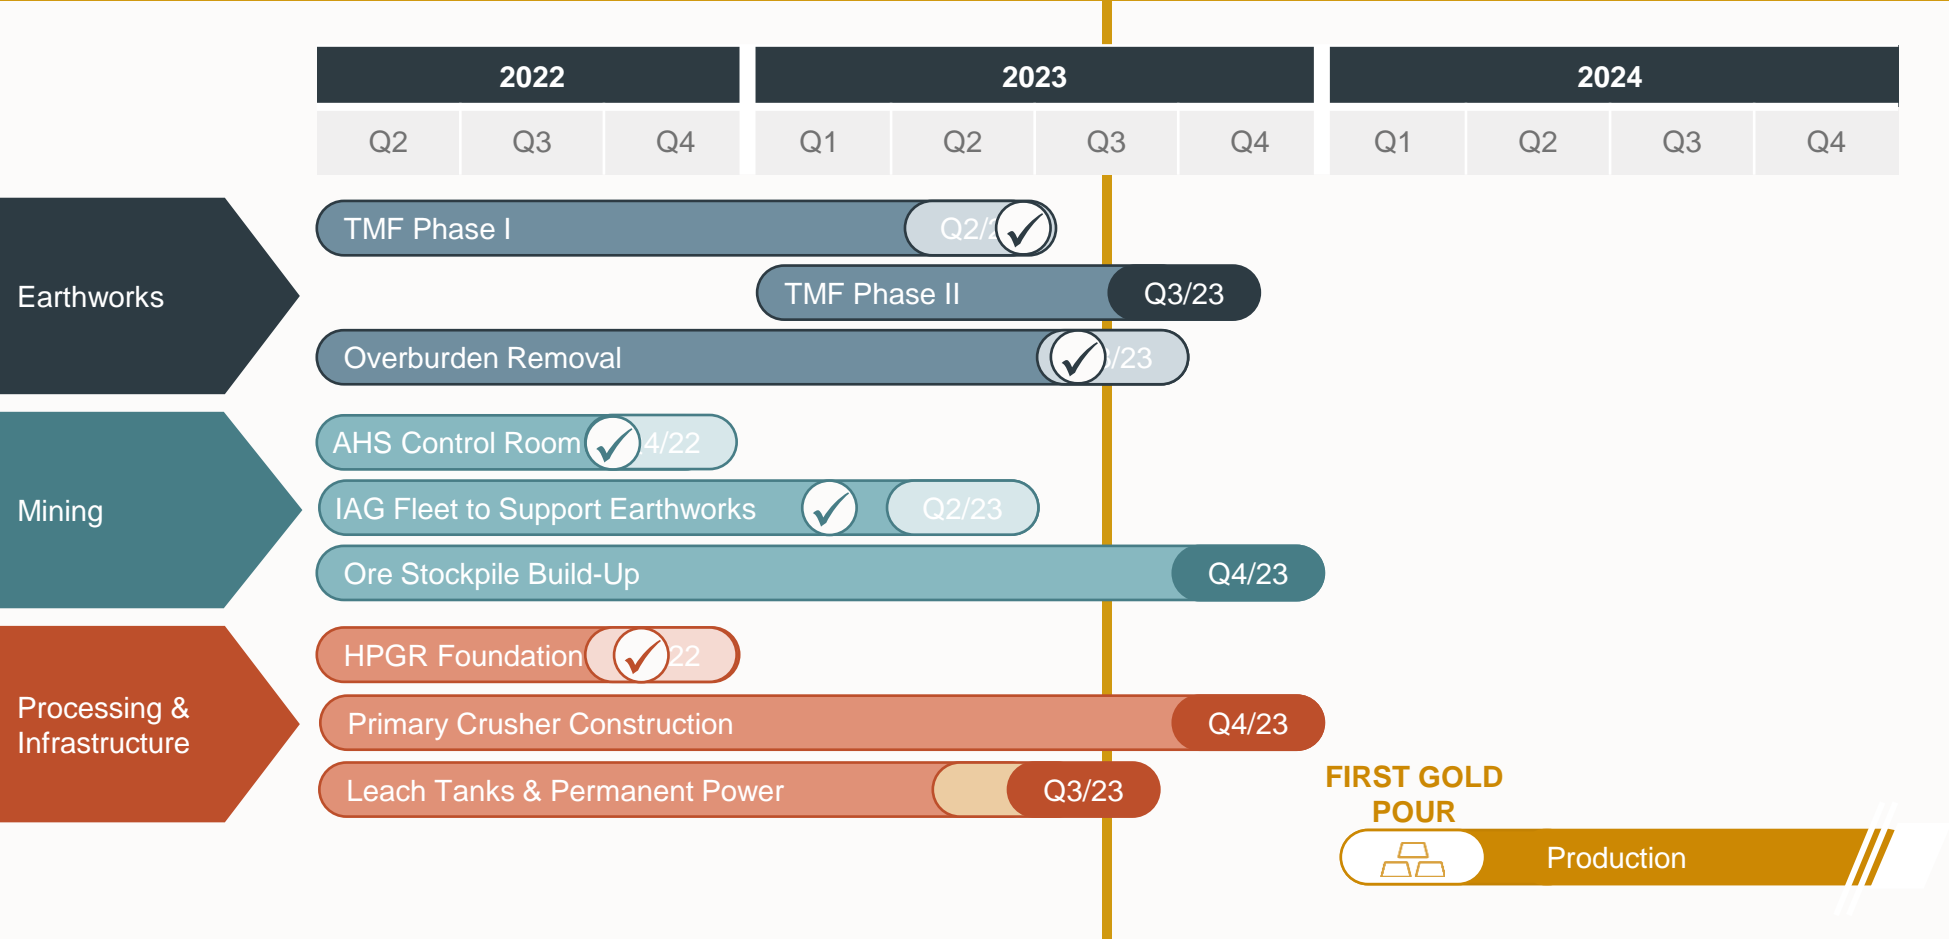 2022
2023
2024
Q2
Q3
Q4
Q1
Q2
Q3
Q4
Q1
Q2
Q3
Q4
Earthworks
TMF Phase I
Q2/2
TMF Phase II
Q3/23
Overburden Removal
/23
Mining
AHS Control Room
4/22
IAG Fleet to Support Earthworks
Q2/23
Ore Stockpile Build-Up
Q4/23
Processing &
Infrastructure
HPGR Foundation
22
Primary Crusher Construction
Q4/23
Leach Tanks & Permanent Power
Q3/23
FIRST GOLD
POUR
Production